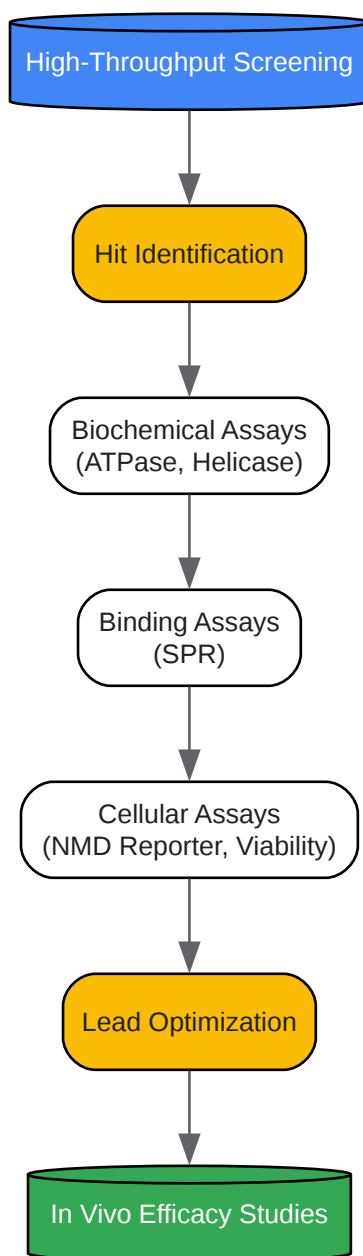 High-Throughput Screening
Hit Identification
Biochemical Assays
(ATPase, Helicase)
Binding Assays
(SPR)
Cellular Assays
(NMD Reporter, Viability)
Lead Optimization
In Vivo Efficacy Studies